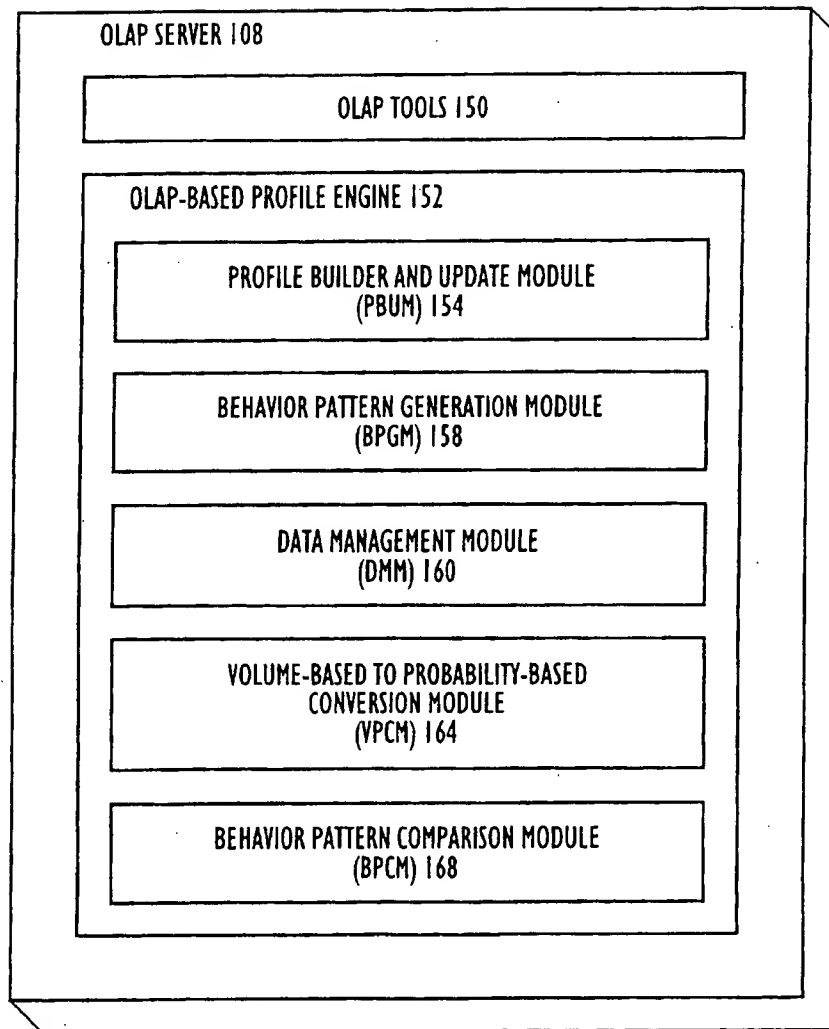 OLAP SERVER 108
OLAP TOOLS 150
OLAP-BASED PROFILE ENGINE 152
PROFILE BUILDER AND UPDATE MODULE
(PBUM) 154
BEHAVIOR PATTERN GENERATION MODULE
(BPGM) 158
DATA MANAGEMENT MODULE
(DMM) 160
VOLUME-BASED TO PROBABILITY-BASED
CONVERSION MODULE
(VPCM) 164
BEHAVIOR PATTERN COMPARISON MODULE
(BPCM) 168